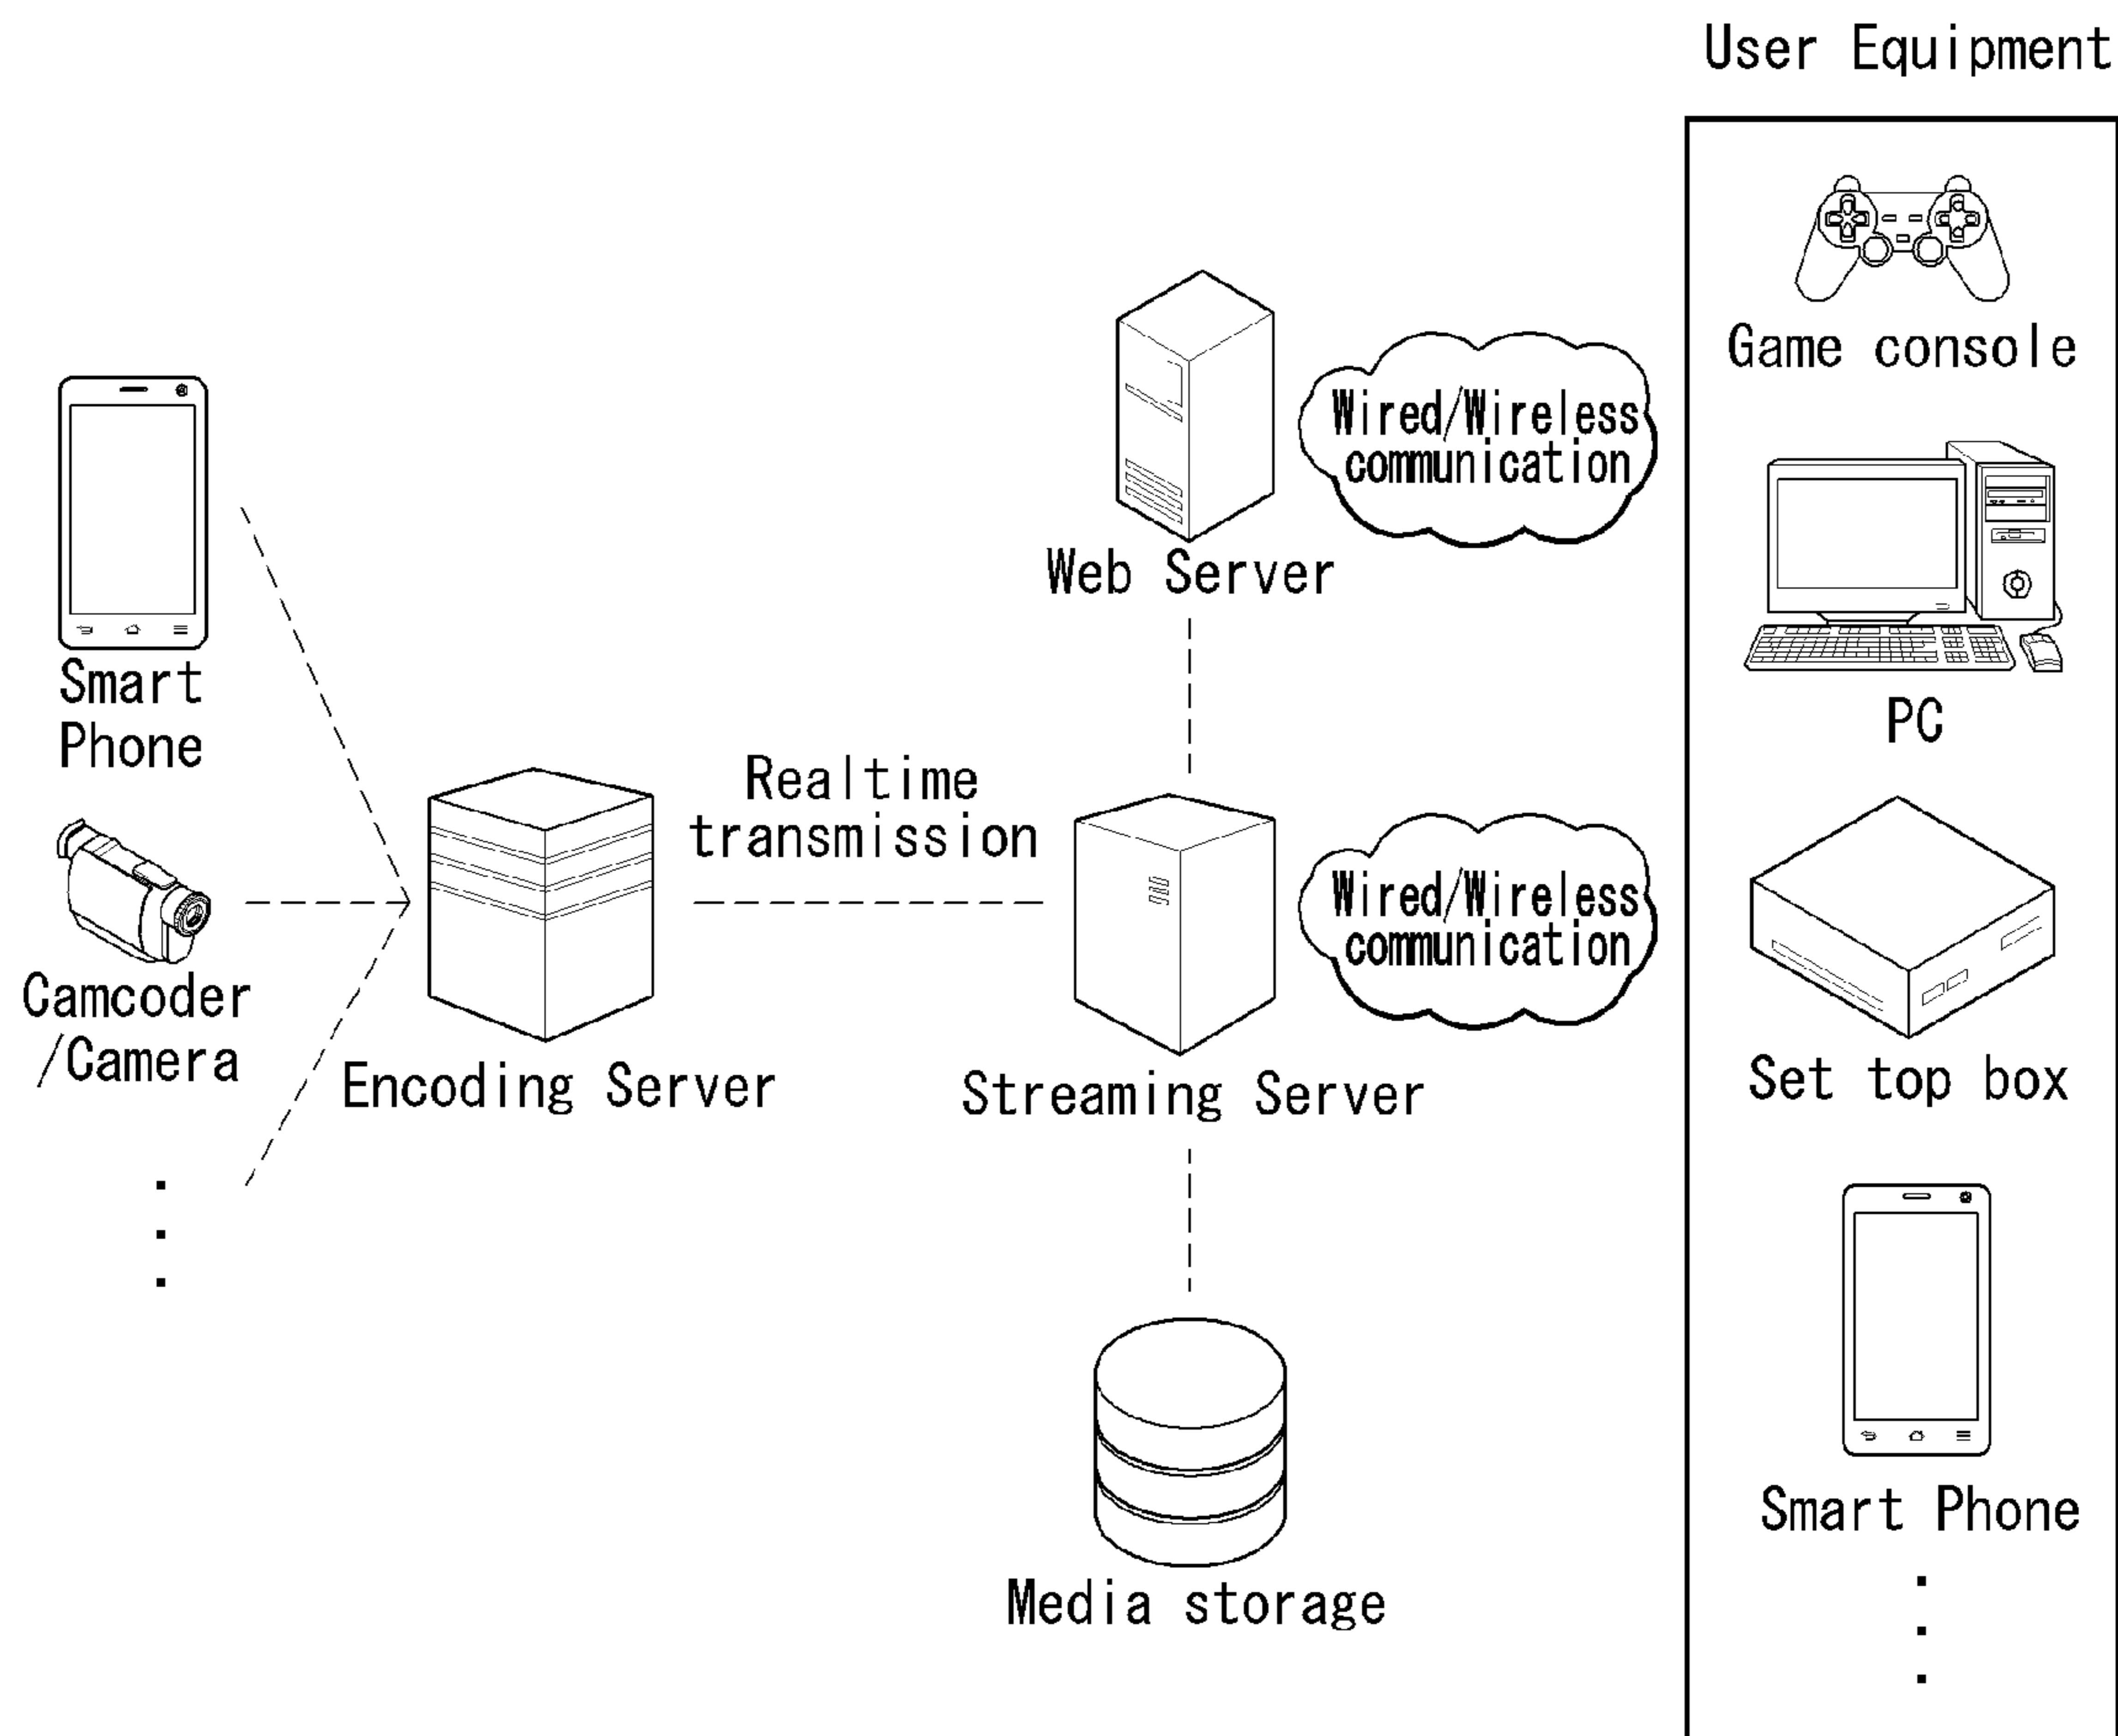 User Equipment
Game console
Wired/Wireless
communication
Web Server
Smart
Phone
PC
Realtime
transmission
Wired/Wireless
communication
Camcoder
/Camera
Encoding Server
Streaming Server
Set top box
Smart Phone
Media storage